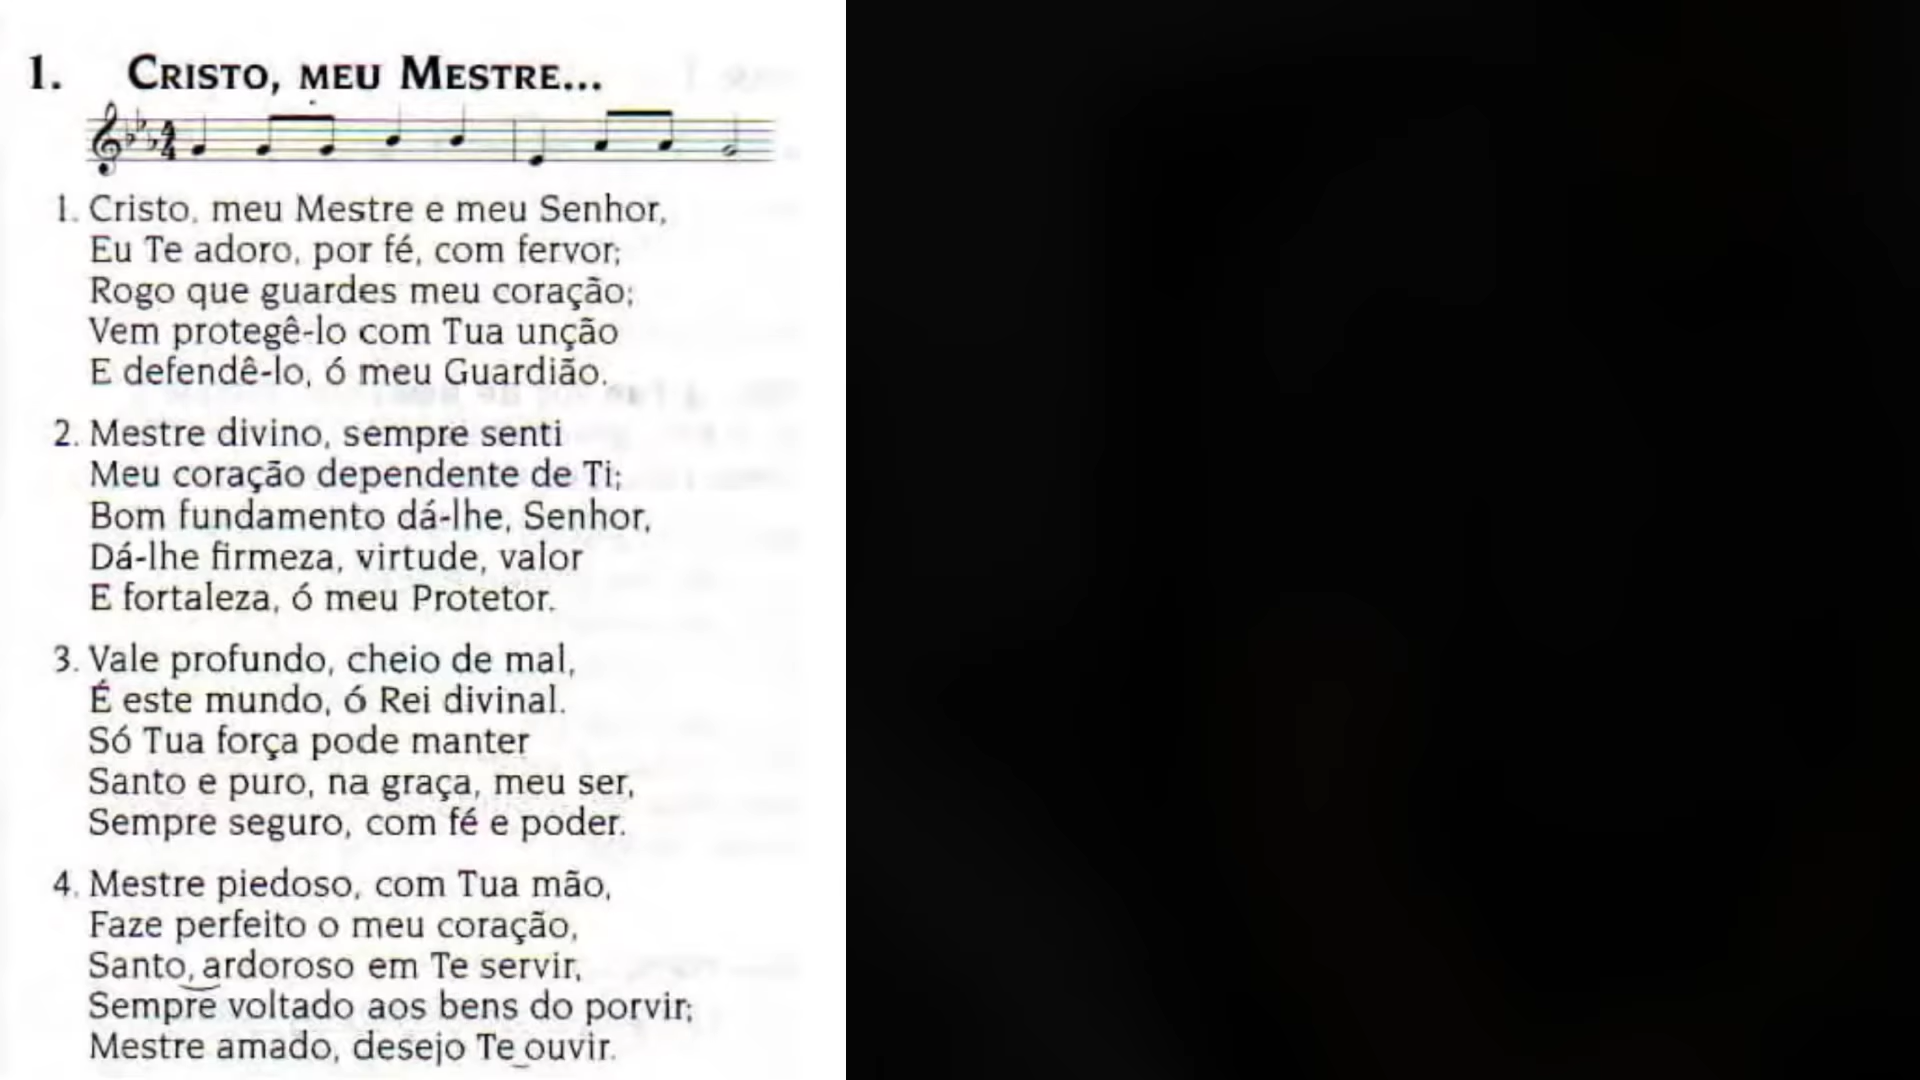 1. CRISTO, MEU MESTRE...
1. Cristo, meu Mestre e meu Senhor,
Eu Te adoro, por fé, com fervor;
Rogo que guardes meu coração;
Vem protegê-lo com Tua unção
E defendê-lo, ó meu Guardião.
2. Mestre divino, sempre senti
Meu coração dependente de Ti;
Bom fundamento dá-lhe, Senhor,
Dá-lhe firmeza, virtude, valor
E fortaleza, ó meu Protetor.
3. Vale profundo, cheio de mal,
É este mundo, ó Rei divinal.
Só Tua força pode manter
Santo e puro, na graça, meu ser,
Sempre seguro, com fé e poder.
4. Mestre piedoso, com Tua mão,
Faze perfeito o meu coração,
Santo, ardoroso em Te servir,
Sempre voltado aos bens do porvir;
Mestre amado, desejo Te ouvir.